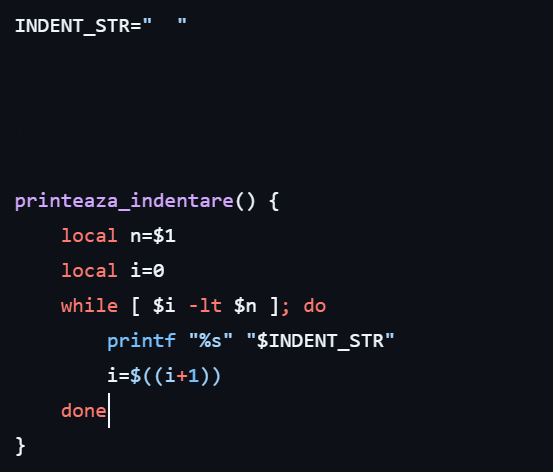 INDENT_STR="  "
printeaza_indentare() {
    local n=$1
    local i=0
    while [ $i -lt $n ]; do
        printf "%s" "$INDENT_STR"
        i=$((i+1))
    done
}